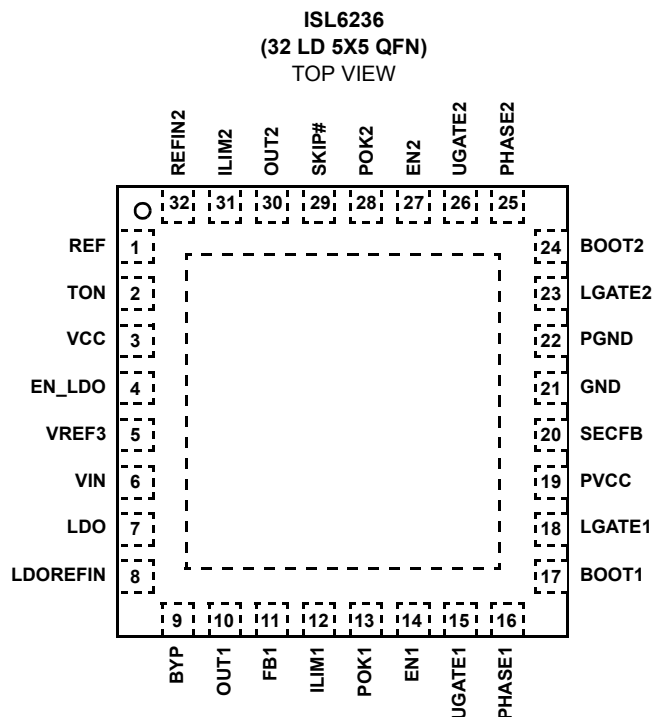 ISL6236
(32 LD 5X5 QFN)
TOP VIEW
REFIN2
ILIM2
OUT2
SKIP#
POK2
EN2
UGATE2
PHASE2
32 31 30 29 28 27 26 25
REF 1 24 BOOT2
TON 2 23 LGATE2
VCC 3 22 PGND
EN_LDO 4 21 GND
VREF3 5 20 SECFB
VIN 6 19 PVCC
LDO 7 18 LGATE1
LDOREFIN 8 17 BOOT1
9 10 11 12 13 14 15 16
BYP
OUT1
FB1
ILIM1
POK1
EN1
UGATE1
PHASE1